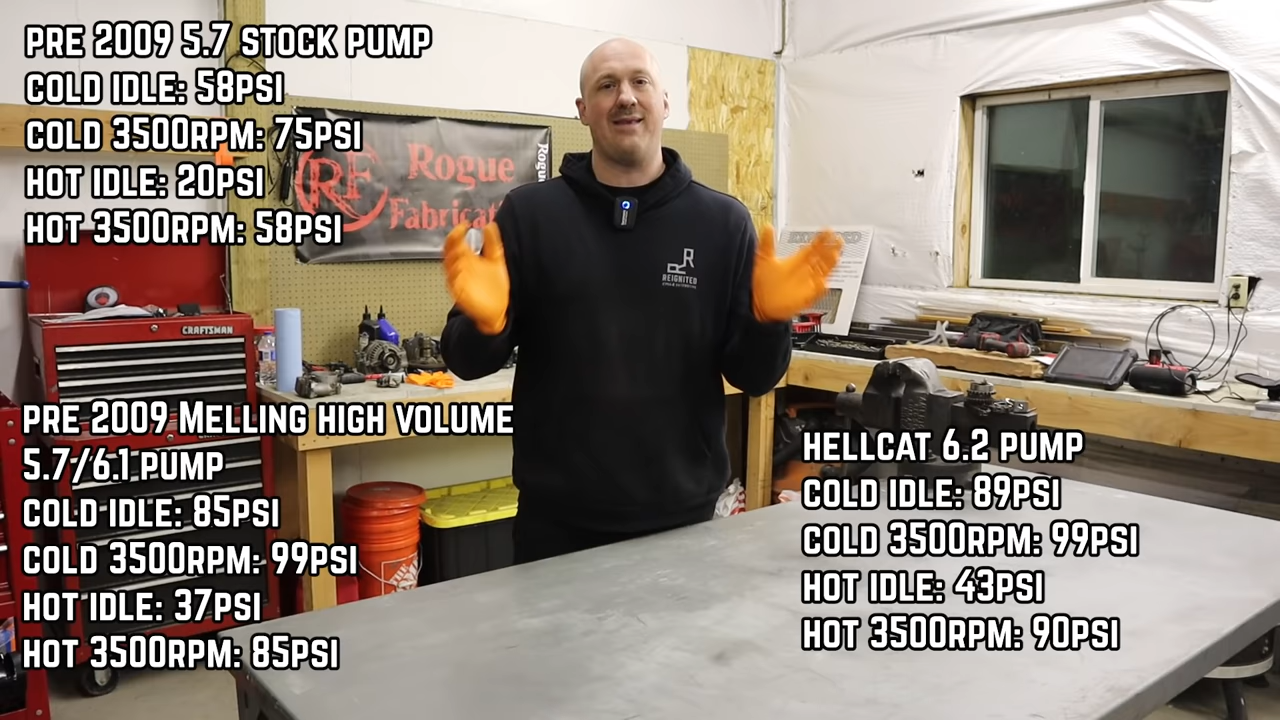 PRE 2009 5.7 STOCK PUMP
COLD IDLE: 58PSI
COLD 3500RPM: 75PSI
HOT IDLE: 20PSI
HOT 3500RPM: 58PSI
RF Rogue
Fabricati
Rogue
R
REIGNITED
CRAFTSMAN
PRE 2009 MELLING HIGH VOLUME
5.7/6.1 PUMP
COLD IDLE: 85PSI
COLD 3500RPM: 99PSI
HOT IDLE: 37PSI
HOT 3500RPM: 85PSI
HELLCAT 6.2 PUMP
COLD IDLE: 89PSI
COLD 3500RPM: 99PSI
HOT IDLE: 43PSI
HOT 3500RPM: 90PSI